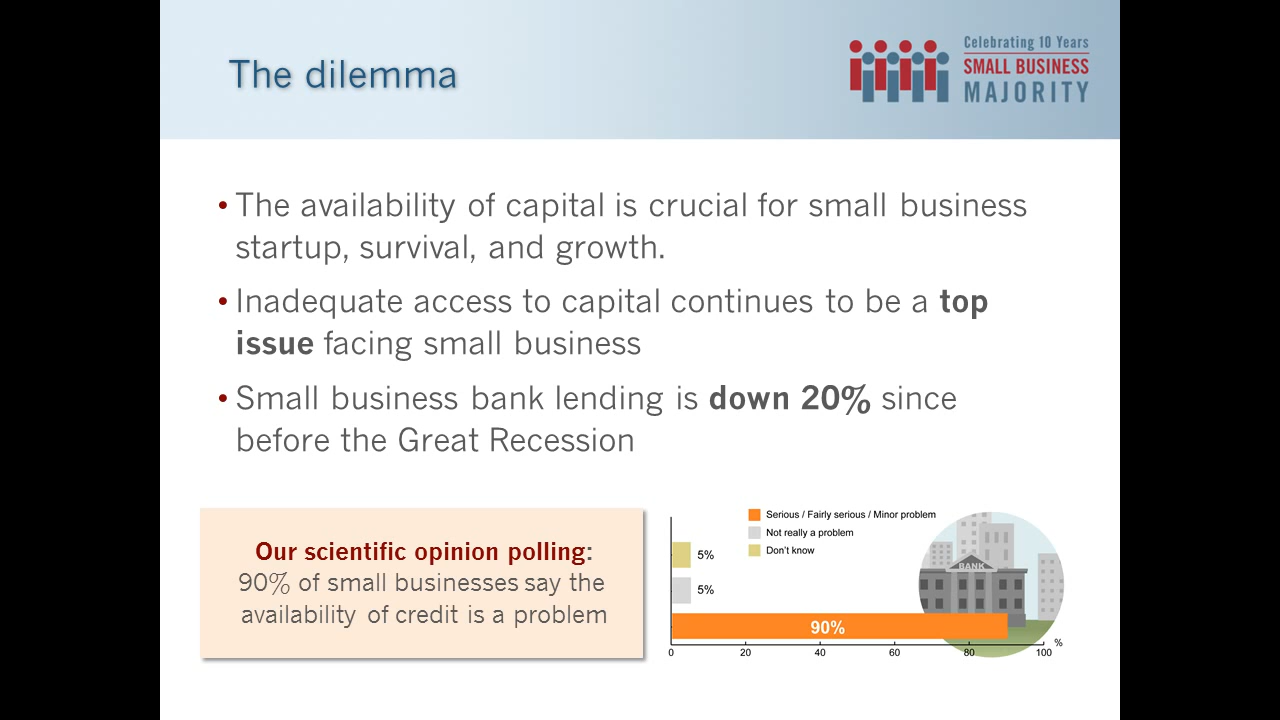 The dilemma
Celebrating 10 Years
SMALL BUSINESS
MAJORITY
• The availability of capital is crucial for small business
startup, survival, and growth.
• Inadequate access to capital continues to be a top
issue facing small business
• Small business bank lending is down 20% since
before the Great Recession
Our scientific opinion polling:
90% of small businesses say the
availability of credit is a problem
Serious / Fairly serious / Minor problem
Not really a problem
Don't know
5%
5%
90%
BANK
0 20 40 60 80 100 %